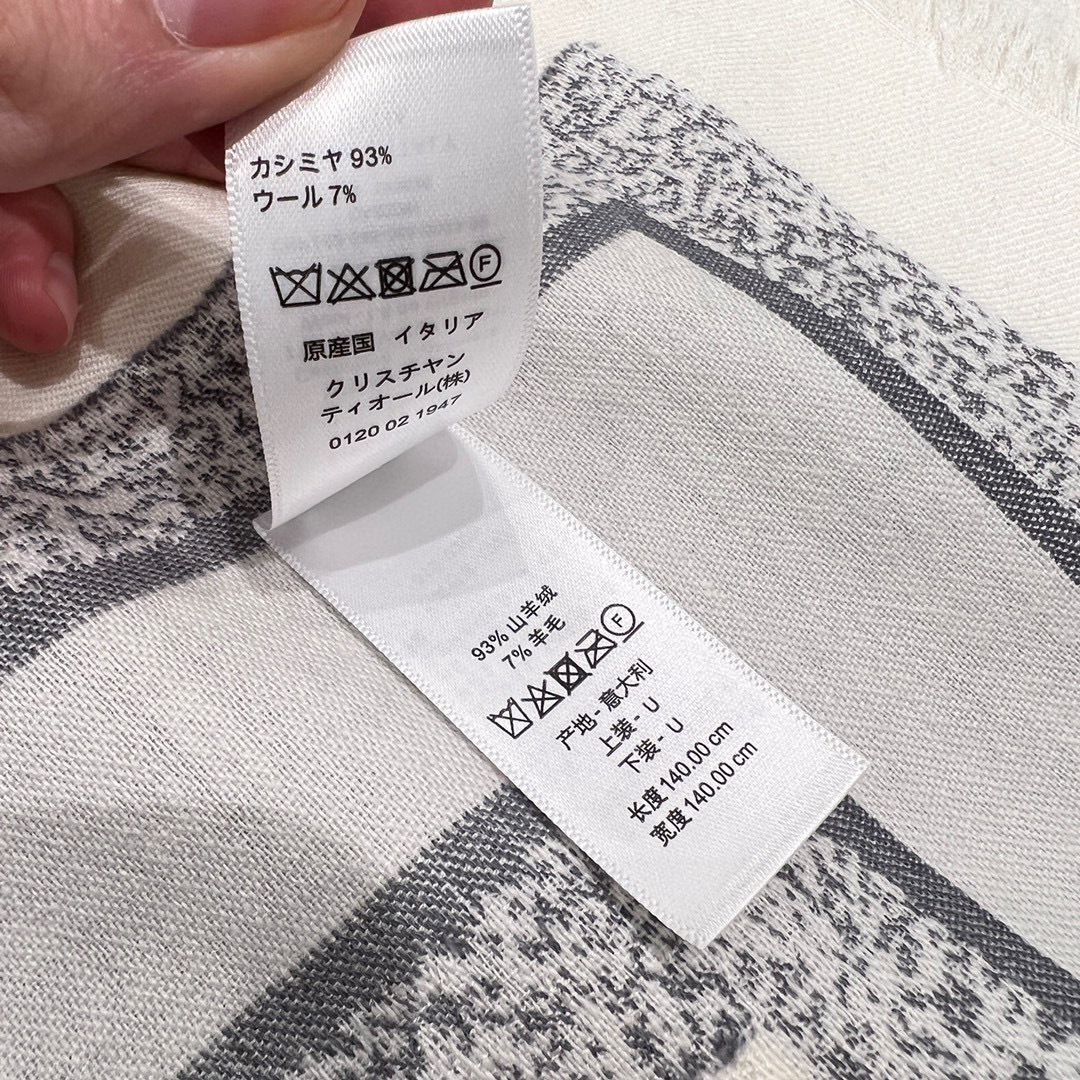 カシミヤ 93%
ウール 7%
F
原産国 イタリア
クリスチャン
ディオール(株)
0120 02 1947
93% 山羊绒
7% 羊毛
F
产地 - 意大利
上装 - U
下装 - U
长度 140.00 cm
宽度 140.00 cm